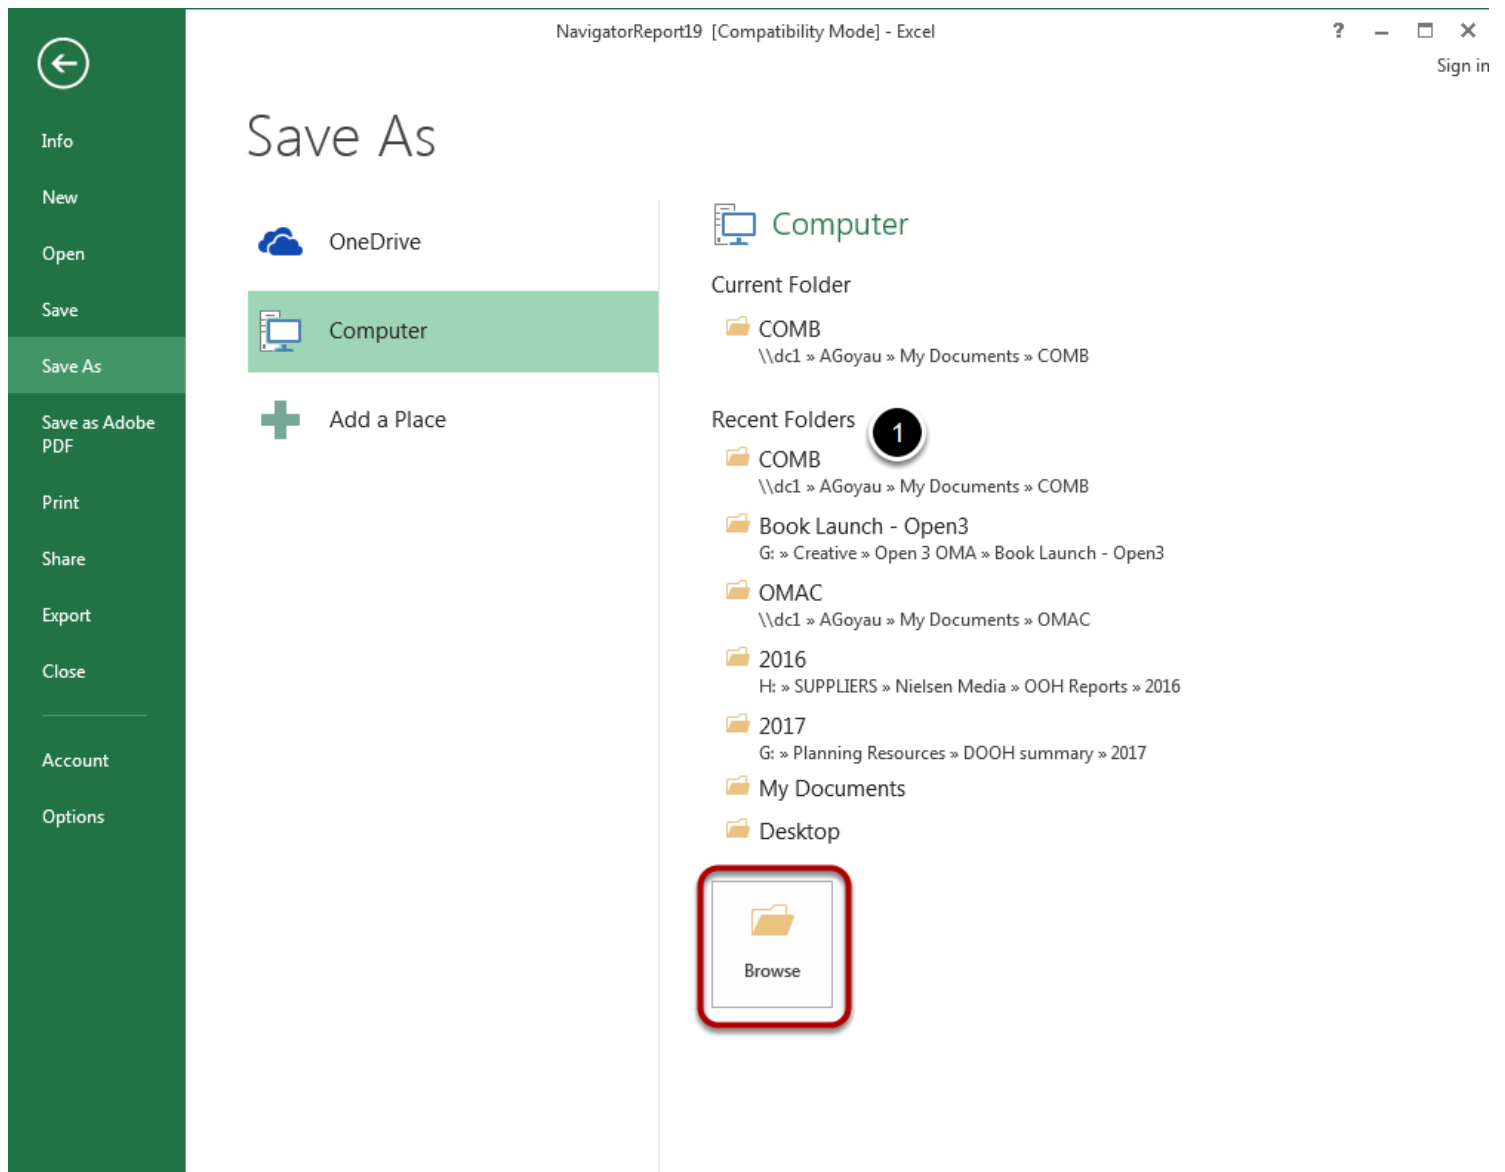 NavigatorReport19 [Compatibility Mode] - Excel
?
Sign in
Info
New
Open
Save
Save As
Save as Adobe
PDF
Print
Share
Export
Close
Account
Options
Save As
OneDrive
Computer
Add a Place
Computer
Current Folder
COMB
\\dc1 » AGoyau » My Documents » COMB
Recent Folders
1
COMB
\\dc1 » AGoyau » My Documents » COMB
Book Launch - Open3
G: » Creative » Open 3 OMA » Book Launch - Open3
OMAC
\\dc1 » AGoyau » My Documents » OMAC
2016
H: » SUPPLIERS » Nielsen Media » OOH Reports » 2016
2017
G: » Planning Resources » DOOH summary » 2017
My Documents
Desktop
Browse